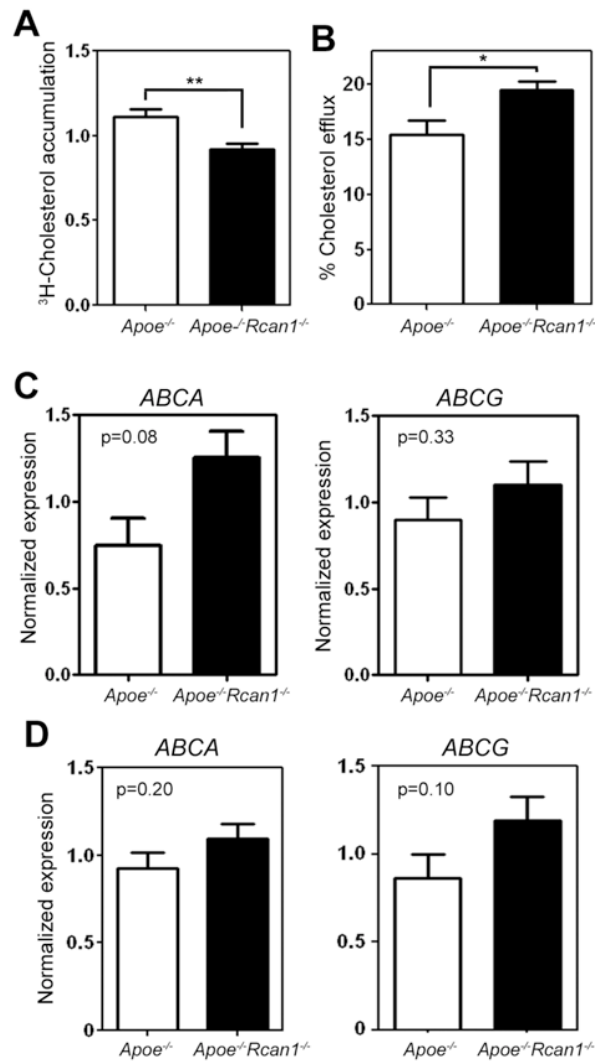 A
³H-Cholesterol accumulation
1.5
1.0
0.5
0.0
**
Apoe⁻/⁻
Apoe-/⁻Rcan1⁻/⁻
B
% Cholesterol efflux
20
15
10
5
0
*
Apoe⁻/⁻
Apoe⁻/⁻Rcan1⁻/⁻
C
ABCA
Normalized expression
1.5
1.0
0.5
0.0
p=0.08
Apoe⁻/⁻
Apoe⁻/⁻Rcan1⁻/⁻
ABCG
Normalized expression
1.5
1.0
0.5
0.0
p=0.33
Apoe⁻/⁻
Apoe⁻/⁻Rcan1⁻/⁻
D
ABCA
Normalized expression
1.5
1.0
0.5
0
p=0.20
Apoe⁻/⁻
Apoe⁻/⁻Rcan1⁻/⁻
ABCG
Normalized expression
1.5
1.0
0.5
0
p=0.10
Apoe⁻/⁻
Apoe⁻/⁻Rcan1⁻/⁻